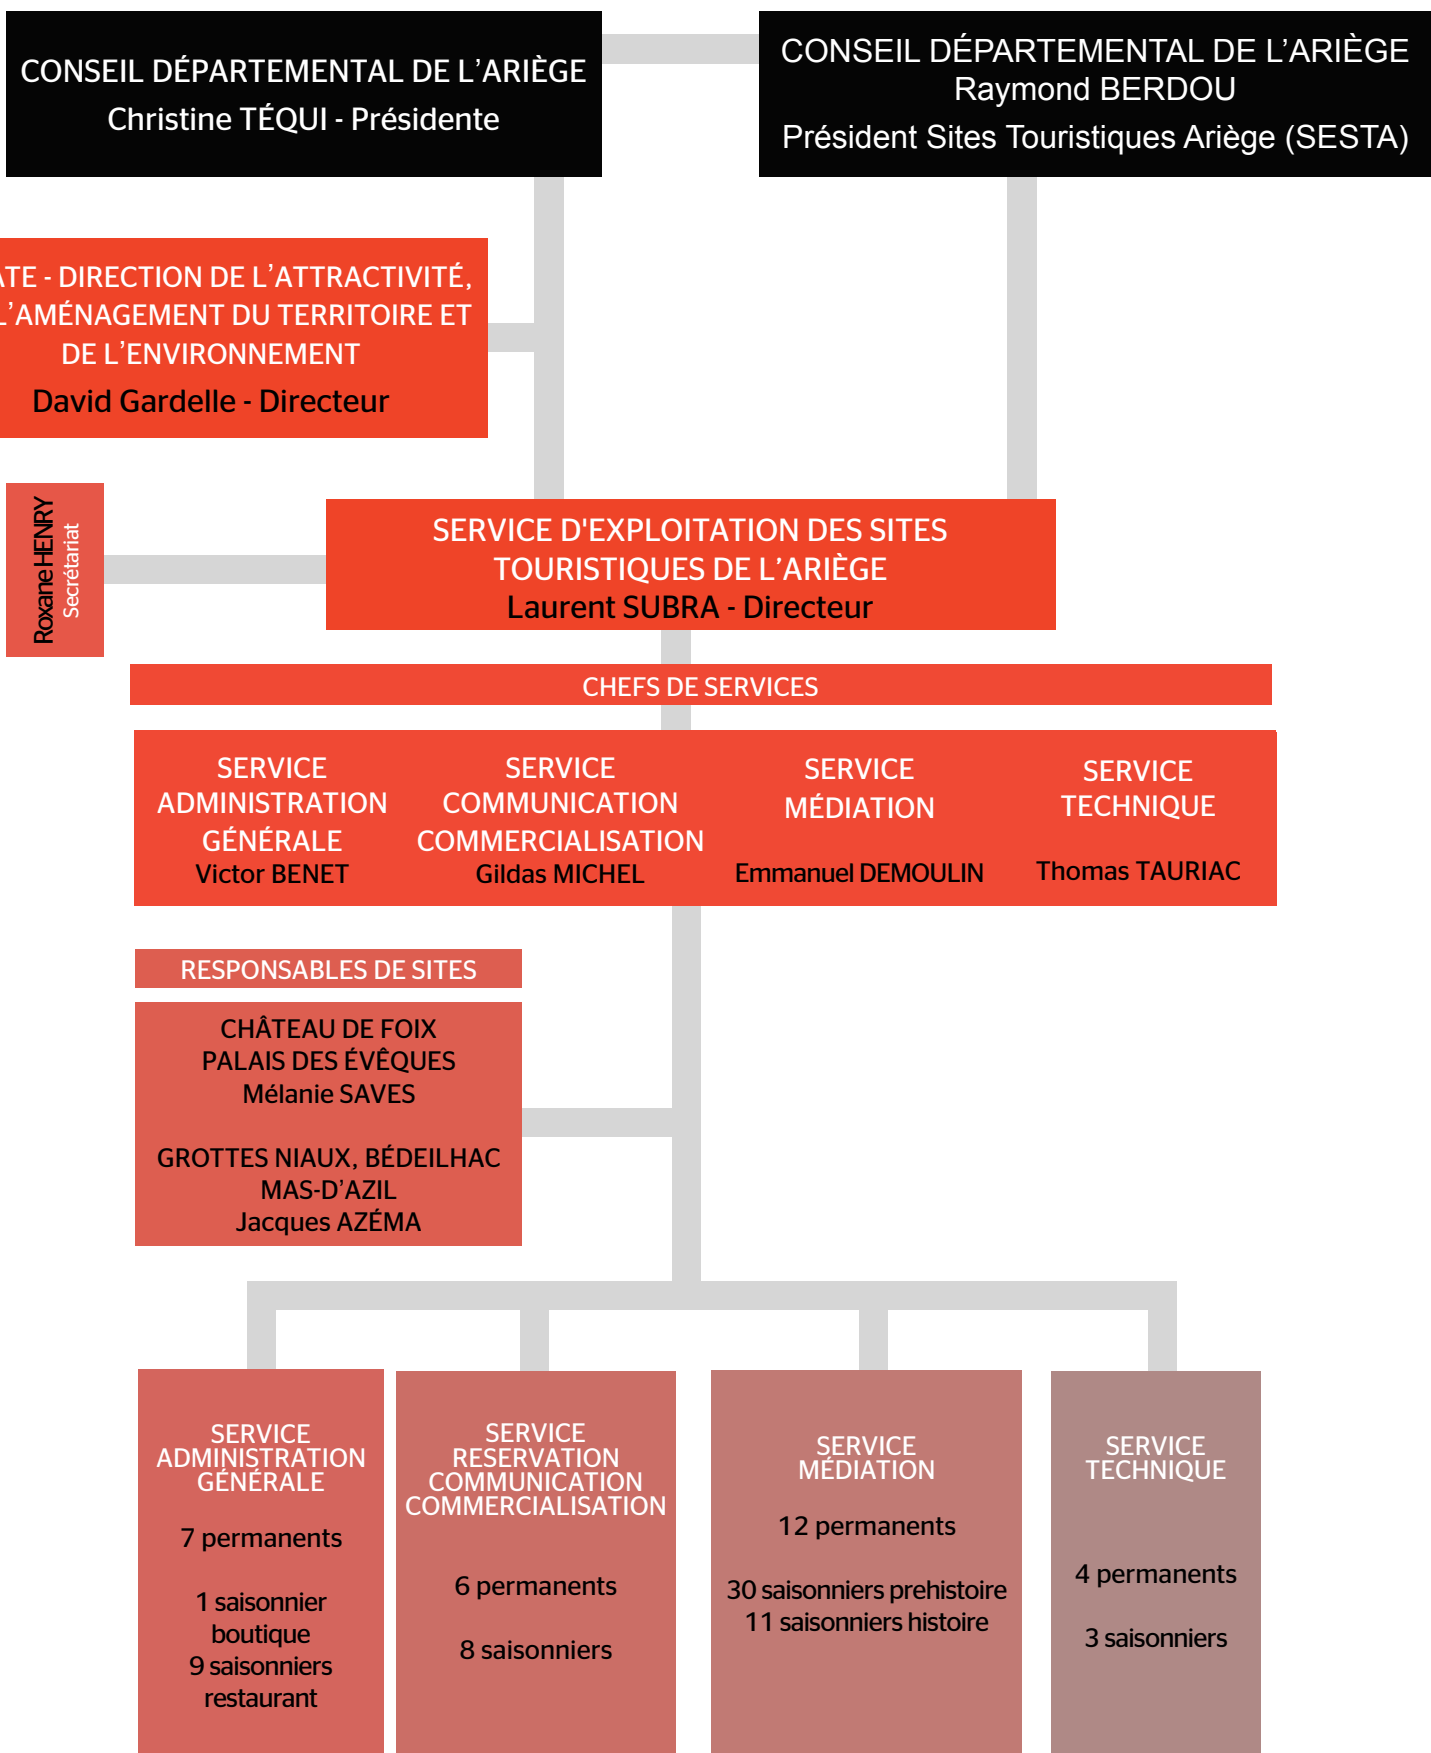 CONSEIL DÉPARTEMENTAL DE L'ARIÈGE
Christine TÉQUI - Présidente
CONSEIL DÉPARTEMENTAL DE L'ARIÈGE
Raymond BERDOU
Président Sites Touristiques Ariège (SESTA)
ATE - DIRECTION DE L'ATTRACTIVITÉ,
L'AMÉNAGEMENT DU TERRITOIRE ET
DE L'ENVIRONNEMENT
David Gardelle - Directeur
Roxane HENRY
Secrétariat
SERVICE D'EXPLOITATION DES SITES
TOURISTIQUES DE L'ARIÈGE
Laurent SUBRA - Directeur
CHEFS DE SERVICES
SERVICE
ADMINISTRATION
GÉNÉRALE
Victor BENET
SERVICE
COMMUNICATION
COMMERCIALISATION
Gildas MICHEL
SERVICE
MÉDIATION
Emmanuel DEMOULIN
SERVICE
TECHNIQUE
Thomas TAURIAC
RESPONSABLES DE SITES
CHÂTEAU DE FOIX
PALAIS DES ÉVÊQUES
Mélanie SAVES
GROTTES NIAUX, BÉDEILHAC
MAS-D'AZIL
Jacques AZÉMA
SERVICE
ADMINISTRATION
GÉNÉRALE
7 permanents
1 saisonnier
boutique
9 saisonniers
restaurant
SERVICE
RESERVATION
COMMUNICATION
COMMERCIALISATION
6 permanents
8 saisonniers
SERVICE
MÉDIATION
12 permanents
30 saisonniers prehistoire
11 saisonniers histoire
SERVICE
TECHNIQUE
4 permanents
3 saisonniers